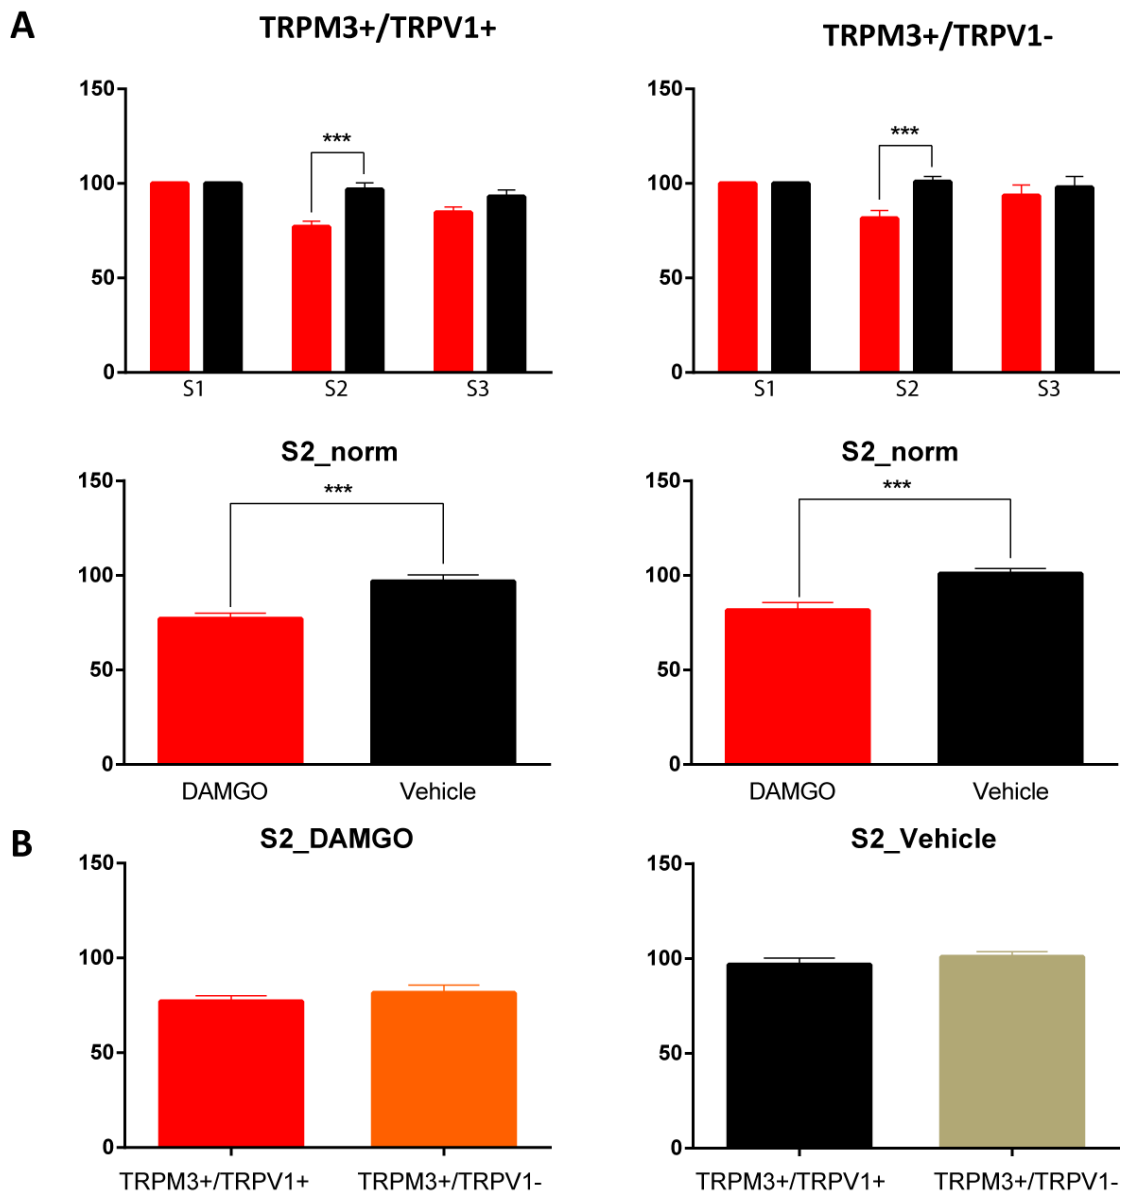 A
TRPM3+/TRPV1+
TRPM3+/TRPV1-
150
100
50
0
***
S1
S2
S3
150
100
50
0
***
S1
S2
S3
S2_norm
150
100
50
0
***
DAMGO
Vehicle
S2_norm
150
100
50
0
***
DAMGO
Vehicle
B
S2_DAMGO
150
100
50
0
TRPM3+/TRPV1+
TRPM3+/TRPV1-
S2_Vehicle
150
100
50
0
TRPM3+/TRPV1+
TRPM3+/TRPV1-